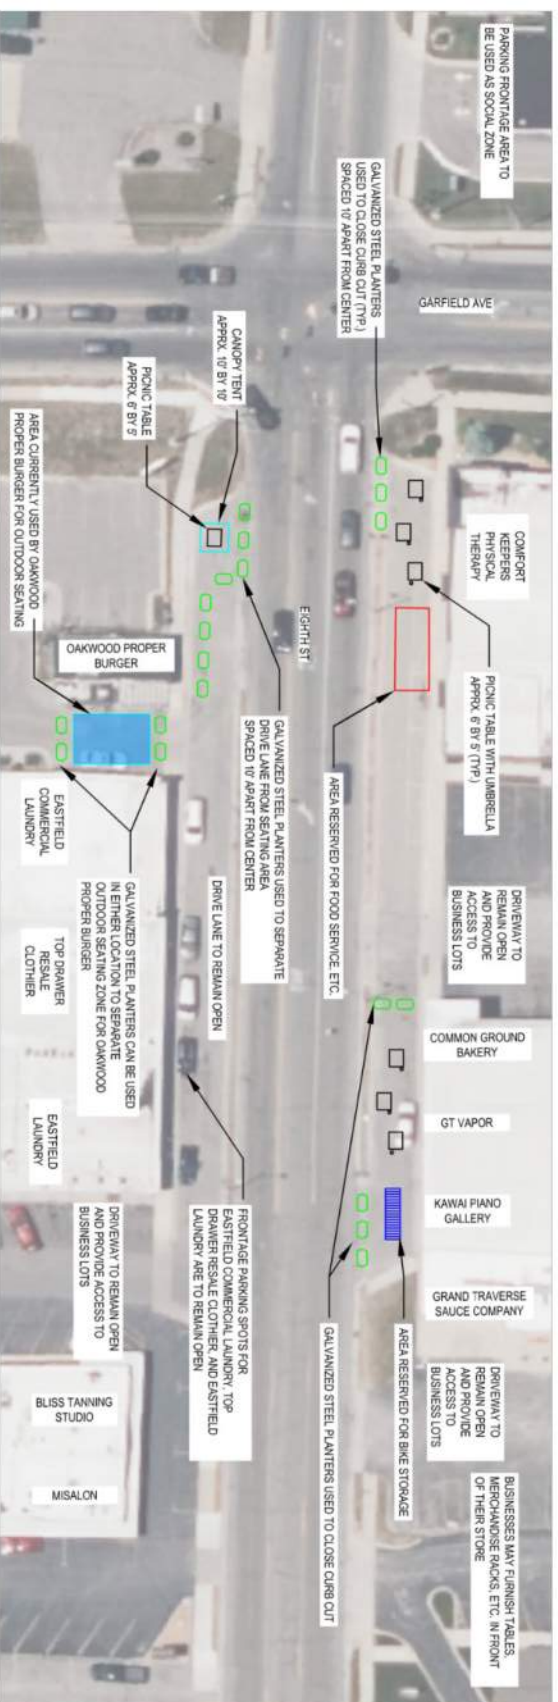 PARKING FRONTAGE AREA TO
BE USED AS SOCIAL ZONE
GALVANIZED STEEL PLANTERS
USED TO CLOSE CURB CUT (TYP.)
SPACED 10' APART FROM CENTER
GARFIELD AVE
CANOPY TENT
APPRX. 10' BY 10'
PICNIC TABLE
APPRX. 6' BY 5'
AREA CURRENTLY USED BY OAKWOOD
PROPER BURGER FOR OUTDOOR SEATING
COMFORT
KEEPERS
PHYSICAL
THERAPY
EIGHTH ST
OAKWOOD PROPER
BURGER
PICNIC TABLE WITH UMBRELLA
APPRX. 6' BY 5' (TYP.)
AREA RESERVED FOR FOOD SERVICE, ETC.
GALVANIZED STEEL PLANTERS USED TO SEPARATE
DRIVE LANE FROM SEATING AREA
SPACED 10' APART FROM CENTER
EASTFIELD
COMMERCIAL
LAUNDRY
DRIVEWAY TO
REMAIN OPEN
AND PROVIDE
ACCESS TO
BUSINESS LOTS
DRIVE LANE TO REMAIN OPEN
GALVANIZED STEEL PLANTERS CAN BE USED
IN EITHER LOCATION TO SEPARATE
OUTDOOR SEATING ZONE FOR OAKWOOD
PROPER BURGER
TOP DRAWER
RESALE
CLOTHIER
COMMON GROUND
BAKERY
GT VAPOR
EASTFIELD
LAUNDRY
KAWAI PIANO
GALLERY
GRAND TRAVERSE
SAUCE COMPANY
FRONTAGE PARKING SPOTS FOR
EASTFIELD COMMERCIAL LAUNDRY, TOP
DRAWER RESALE CLOTHIER, AND EASTFIELD
LAUNDRY ARE TO REMAIN OPEN
DRIVEWAY TO REMAIN OPEN
AND PROVIDE ACCESS TO
BUSINESS LOTS
AREA RESERVED FOR BIKE STORAGE
GALVANIZED STEEL PLANTERS USED TO CLOSE CURB CUT
DRIVEWAY TO
REMAIN OPEN
AND PROVIDE
ACCESS TO
BUSINESS LOTS
BLISS TANNING
STUDIO
MISALON
BUSINESSES MAY FURNISH TABLES,
MERCHANDISE RACKS, ETC. IN FRONT
OF THEIR STORE